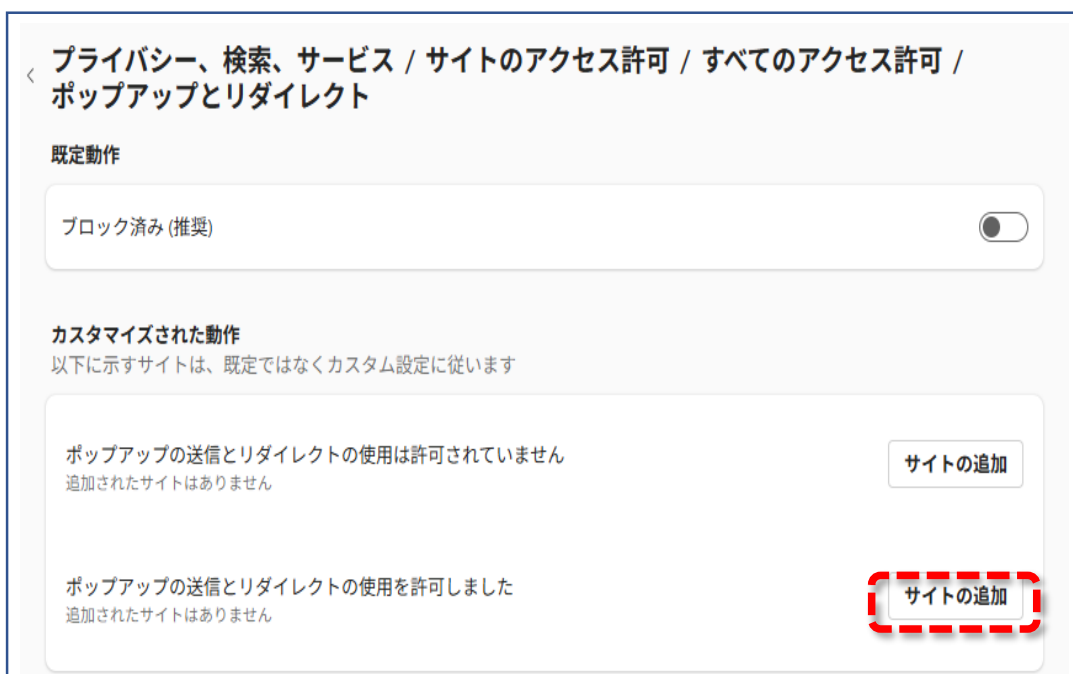 プライバシー、検索、サービス / サイトのアクセス許可 / すべてのアクセス許可 /
ポップアップとリダイレクト
既定動作
ブロック済み (推奨)
カスタマイズされた動作
以下に示すサイトは、既定ではなくカスタム設定に従います
ポップアップの送信とリダイレクトの使用は許可されていません
サイトの追加
追加されたサイトはありません
ポップアップの送信とリダイレクトの使用を許可しました
サイトの追加
追加されたサイトはありません